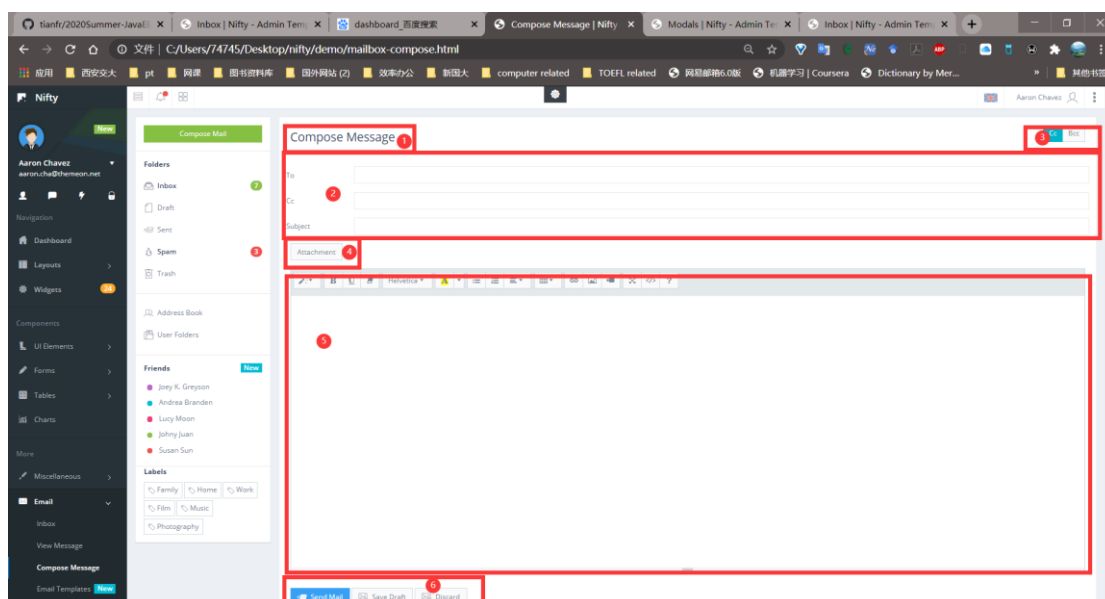 tianfr/2020Summer-JavaEE Inbox | Nifty - Admin Temp dashboard_百度搜索 Compose Message | Nifty Modals | Nifty - Admin Te Inbox | Nifty - Admin Temp
文件 | C:/Users/74745/Desktop/nifty/demo/mailbox-compose.html
应用 西安交大 pt 网课 图书资料库 国外网站 (2) 效率办公 新国大 computer related TOEFL related 网易邮箱6.0版 机器学习 | Coursera Dictionary by Mer... » 其他书签
Nifty
Aaron Chavez
New
Aaron Chavez
aaron.cha@themeon.net
Navigation
Dashboard
Layouts
Widgets 24
Components
UI Elements
Forms
Tables
Charts
More
Miscellaneous
Email
Inbox
View Message
Compose Message
Email Templates New
Compose Mail
Folders
Inbox 7
Draft
Sent
Spam 3
Trash
Address Book
User Folders
Friends New
Joey K. Greyson
Andrea Branden
Lucy Moon
Johny Juan
Susan Sun
Labels
Family Home Work
Film Music
Photography
Compose Message 1
3 Cc Bcc
To
2
Cc
Subject
Attachment 4
B U Helvetica A ?
5
6
Send Mail Save Draft Discard